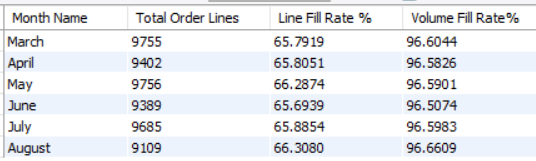 Month Name Total Order Lines Line Fill Rate % Volume Fill Rate%
March 9755 65.7919 96.6044
April 9402 65.8051 96.5826
May 9756 66.2874 96.5901
June 9389 65.6939 96.5074
July 9685 65.8854 96.5983
August 9109 66.3080 96.6609